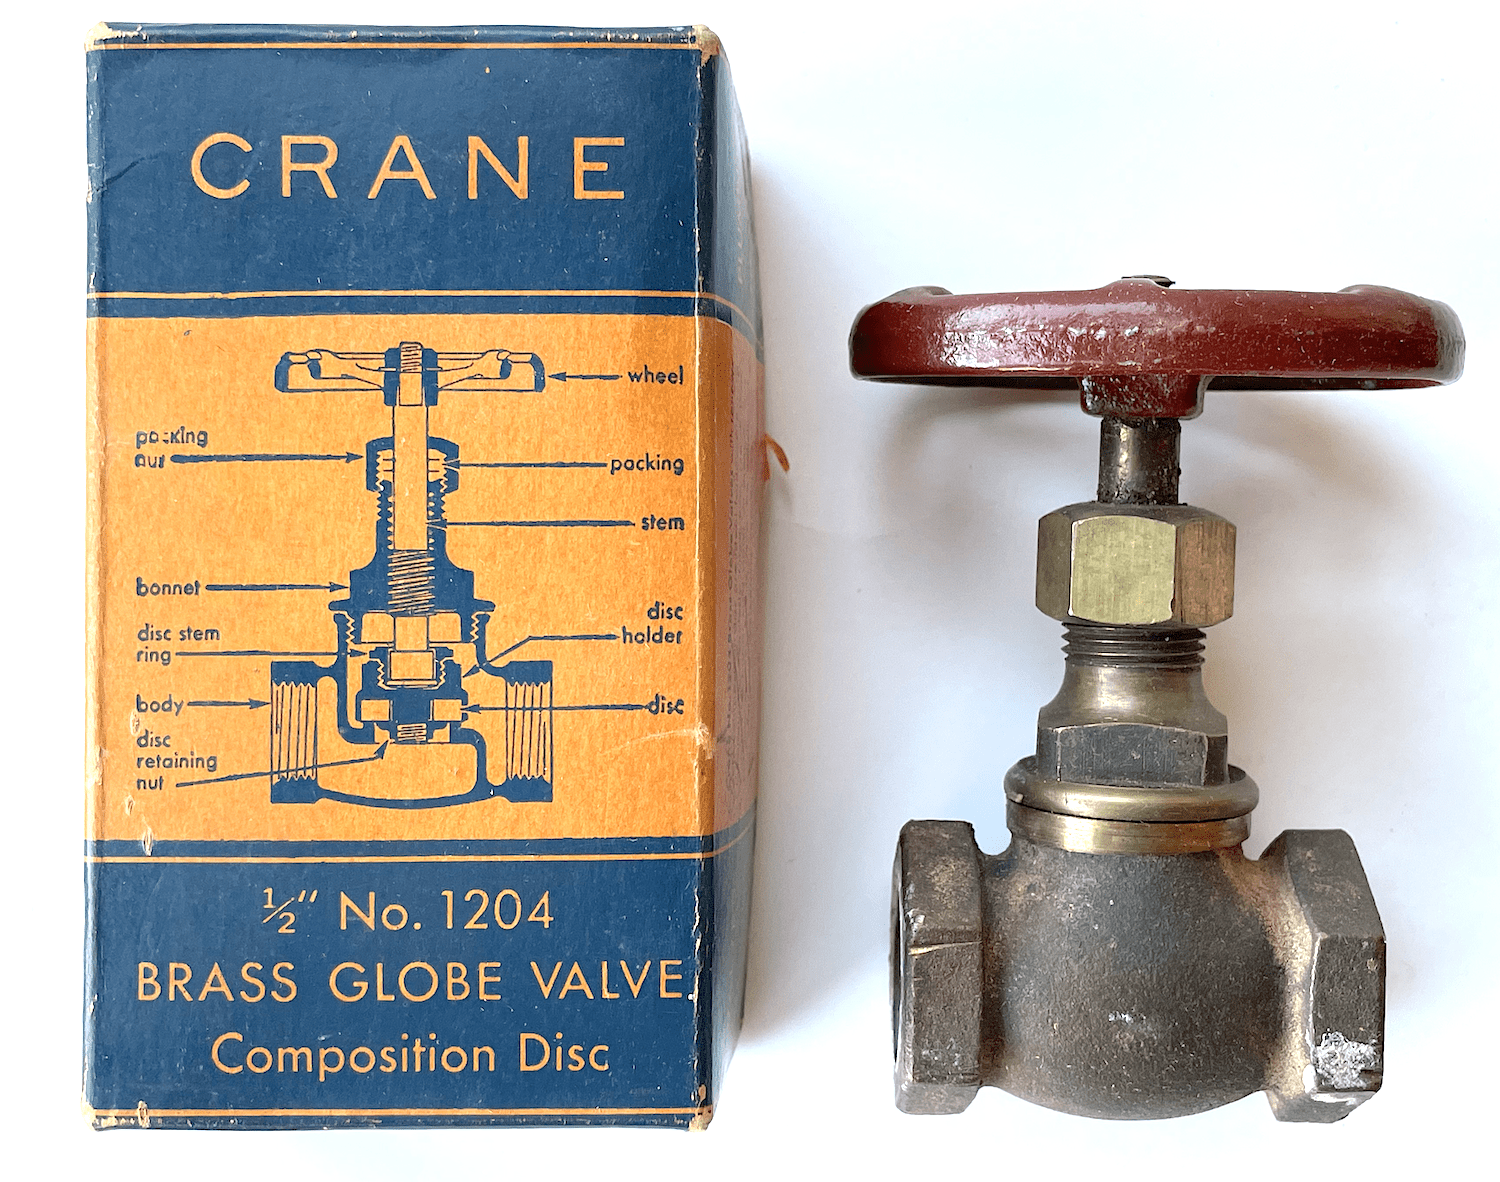 CRANE
wheel
packing
nut
packing
stem
bonnet
disc
holder
disc stem
ring
body
disc
disc
retaining
nut
½" No. 1204
BRASS GLOBE VALVE
Composition Disc